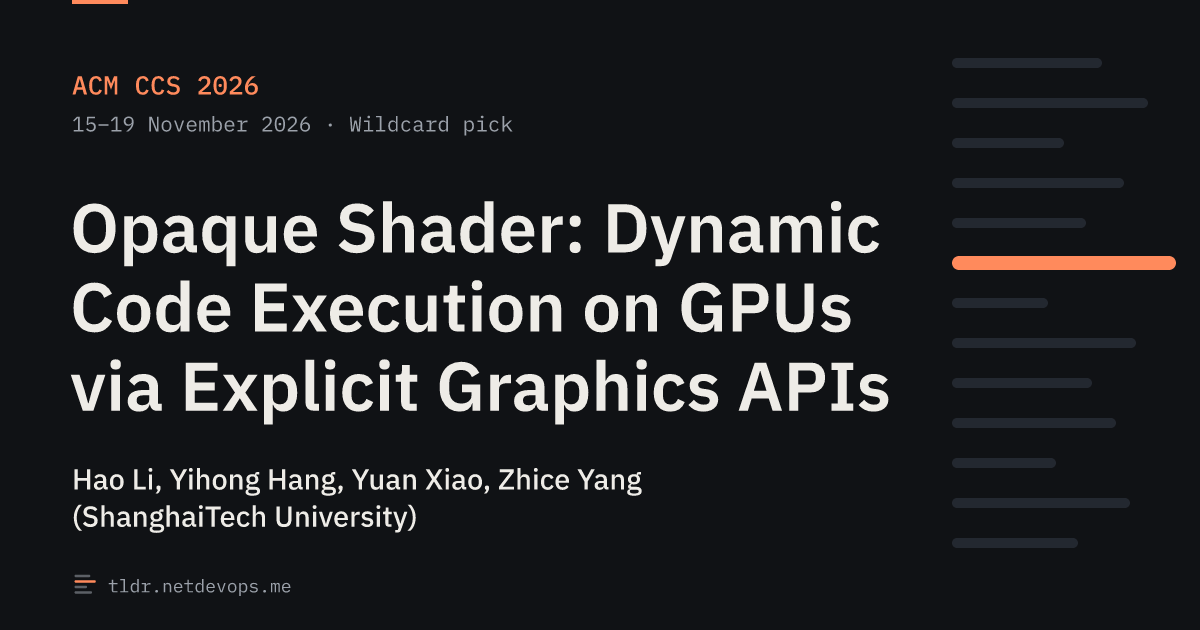 ACM CCS 2026
15–19 November 2026 · Wildcard pick
Opaque Shader: Dynamic
Code Execution on GPUs
via Explicit Graphics APIs
Hao Li, Yihong Hang, Yuan Xiao, Zhice Yang
(ShanghaiTech University)
tldr.netdevops.me